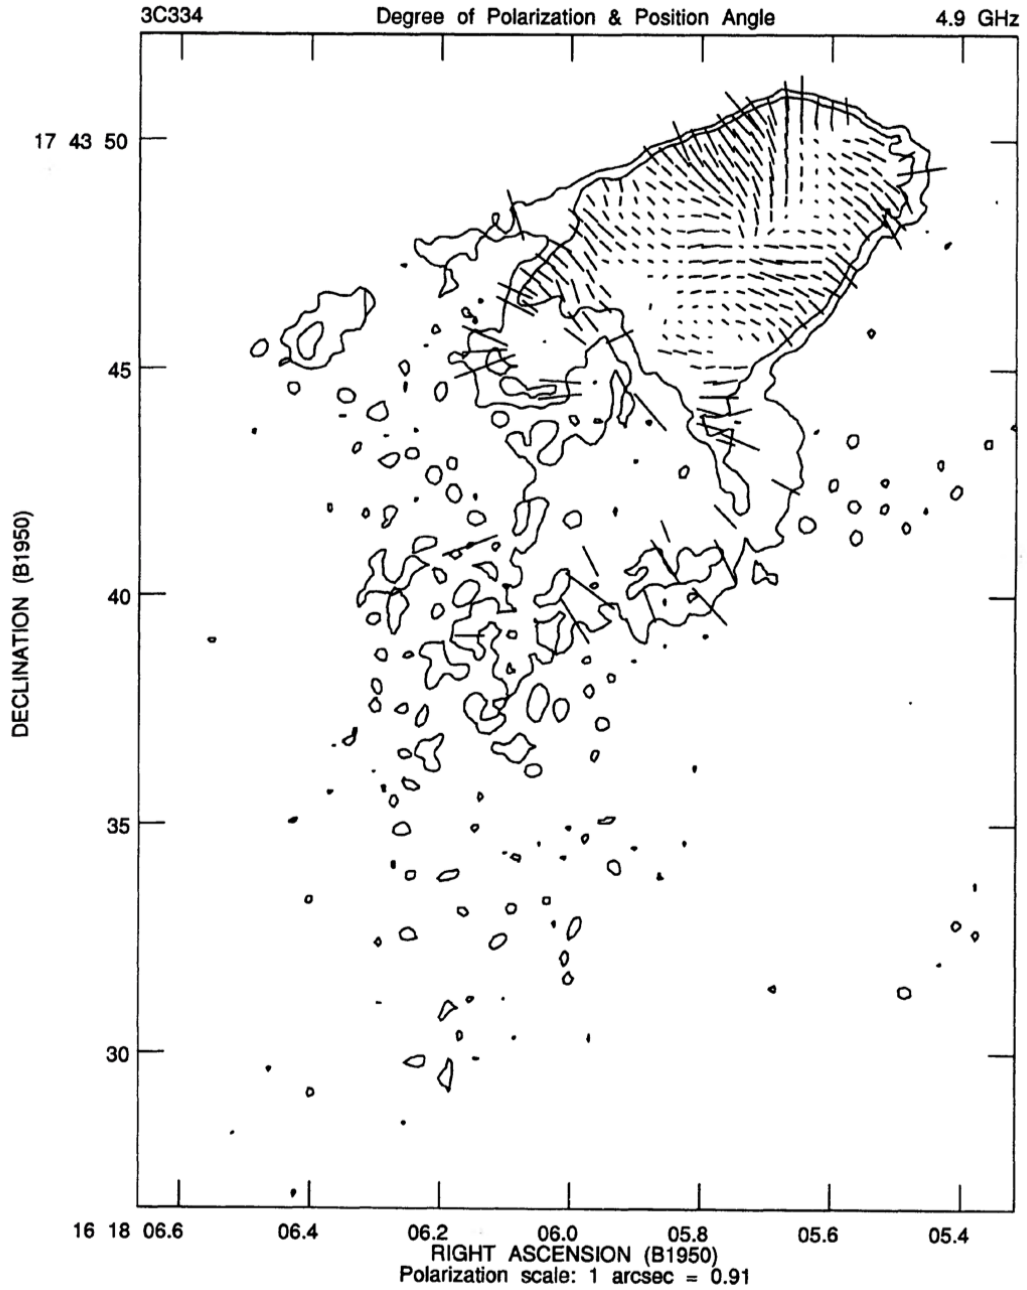 3C334 Degree of Polarization & Position Angle 4.9 GHz
17 43 50
45
40
35
30
DECLINATION (B1950)
16 18 06.6 06.4 06.2 06.0 05.8 05.6 05.4
RIGHT ASCENSION (B1950)
Polarization scale: 1 arcsec = 0.91